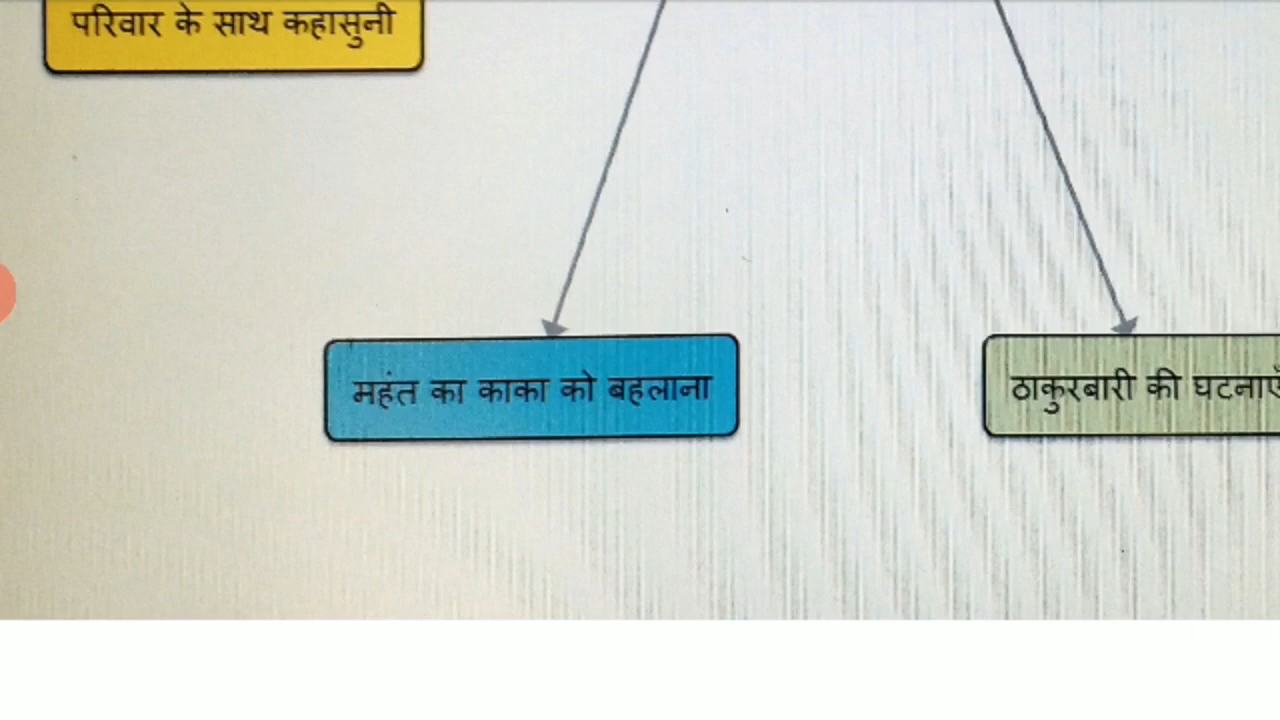 परिवार के साथ कहासुनी
महंत का काका को बहलाना
ठाकुरबारी की घटनाएँ